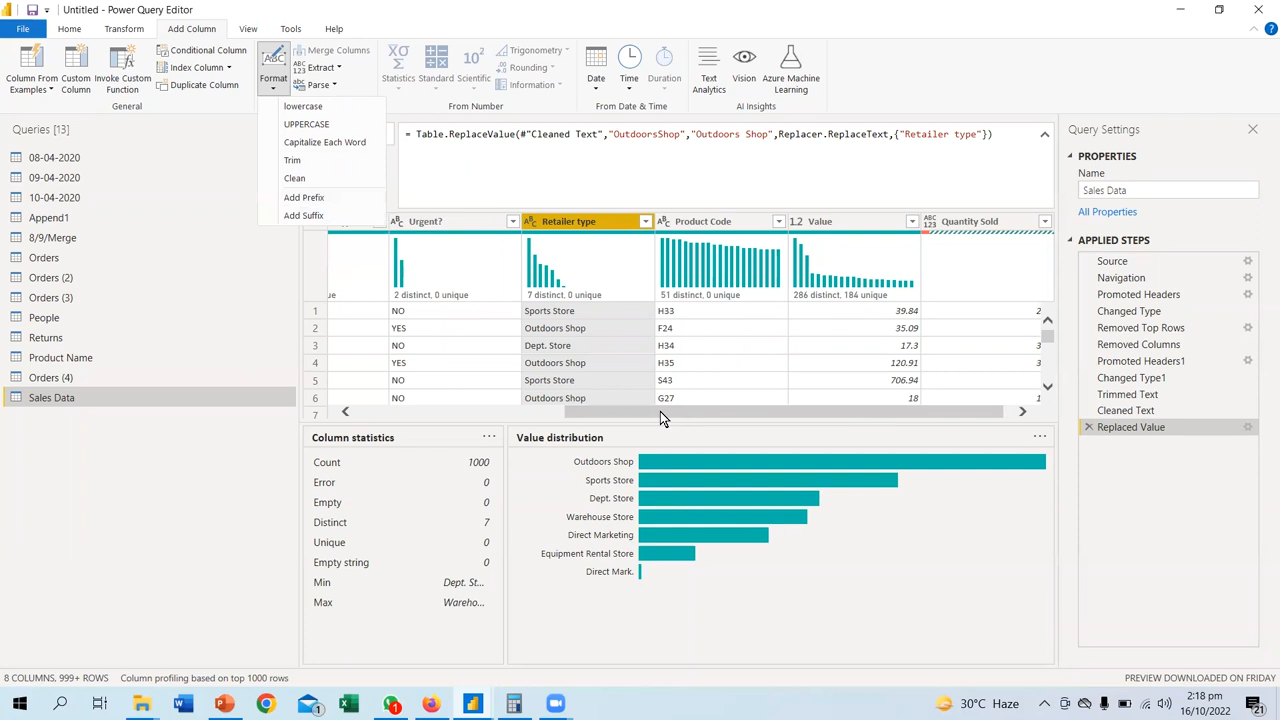 Untitled - Power Query Editor
File Home Transform Add Column View Tools Help
Column From Examples
Custom Column
Invoke Custom Function
Conditional Column
Index Column
Duplicate Column
General
Format
Merge Columns
Extract
Parse
lowercase
UPPERCASE
Capitalize Each Word
Trim
Clean
Add Prefix
Add Suffix
Statistics
Standard
Scientific
Trigonometry
Rounding
Information
From Number
Date
Time
Duration
From Date & Time
Text Analytics
Vision
Azure Machine Learning
AI Insights
Queries [13]
08-04-2020
09-04-2020
10-04-2020
Append1
8/9/Merge
Orders
Orders (2)
Orders (3)
People
Returns
Product Name
Orders (4)
Sales Data
= Table.ReplaceValue(#"Cleaned Text","OutdoorsShop","Outdoors Shop",Replacer.ReplaceText,{"Retailer type"})
Urgent? Retailer type Product Code 1.2 Value Quantity Sold
ue 2 distinct, 0 unique 7 distinct, 0 unique 51 distinct, 0 unique 286 distinct, 184 unique
1 NO Sports Store H33 39.84 2
2 YES Outdoors Shop F24 35.09
3 NO Dept. Store H34 17.3 3
4 YES Outdoors Shop H35 120.91 3
5 NO Sports Store S43 706.94
6 NO Outdoors Shop G27 18 1
7
Column statistics
Count 1000
Error 0
Empty 0
Distinct 7
Unique 0
Empty string 0
Min Dept. St...
Max Wareho...
Value distribution
Outdoors Shop
Sports Store
Dept. Store
Warehouse Store
Direct Marketing
Equipment Rental Store
Direct Mark.
Query Settings
PROPERTIES
Name
Sales Data
All Properties
APPLIED STEPS
Source
Navigation
Promoted Headers
Changed Type
Removed Top Rows
Removed Columns
Promoted Headers1
Changed Type1
Trimmed Text
Cleaned Text
Replaced Value
8 COLUMNS, 999+ ROWS Column profiling based on top 1000 rows
PREVIEW DOWNLOADED ON FRIDAY
30°C Haze
2:18 pm
16/10/2022
21